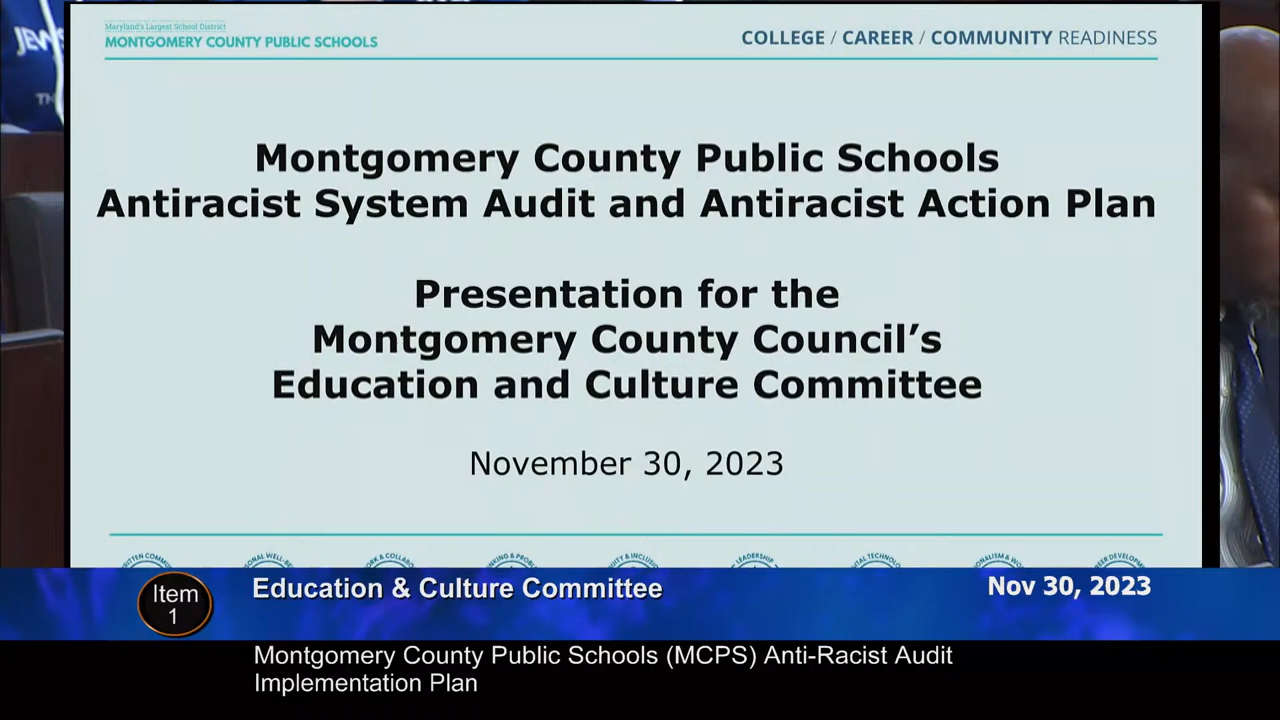 Maryland's Largest School District
MONTGOMERY COUNTY PUBLIC SCHOOLS
COLLEGE / CAREER / COMMUNITY READINESS
Montgomery County Public Schools
Antiracist System Audit and Antiracist Action Plan
Presentation for the
Montgomery County Council’s
Education and Culture Committee
November 30, 2023
Item
1
Education & Culture Committee
Nov 30, 2023
Montgomery County Public Schools (MCPS) Anti-Racist Audit
Implementation Plan